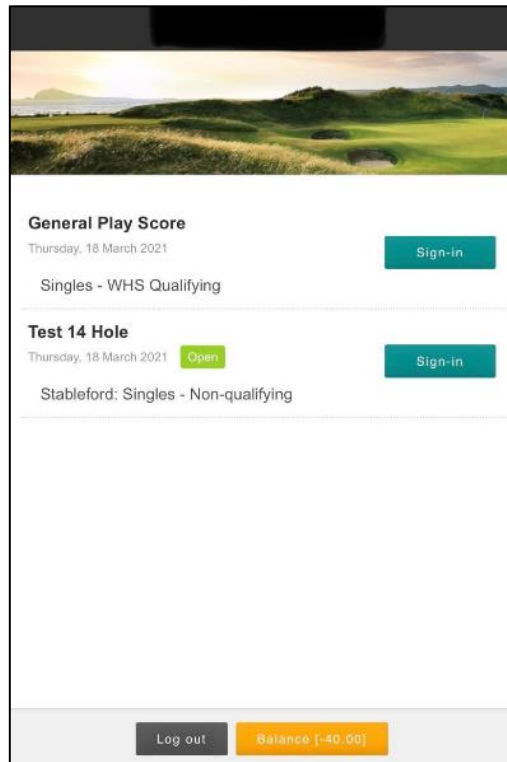 General Play Score
Thursday, 18 March 2021
Sign-in
Singles - WHS Qualifying
Test 14 Hole
Thursday, 18 March 2021 Open
Sign-in
Stableford: Singles - Non-qualifying
Log out
Balance [-40.00]